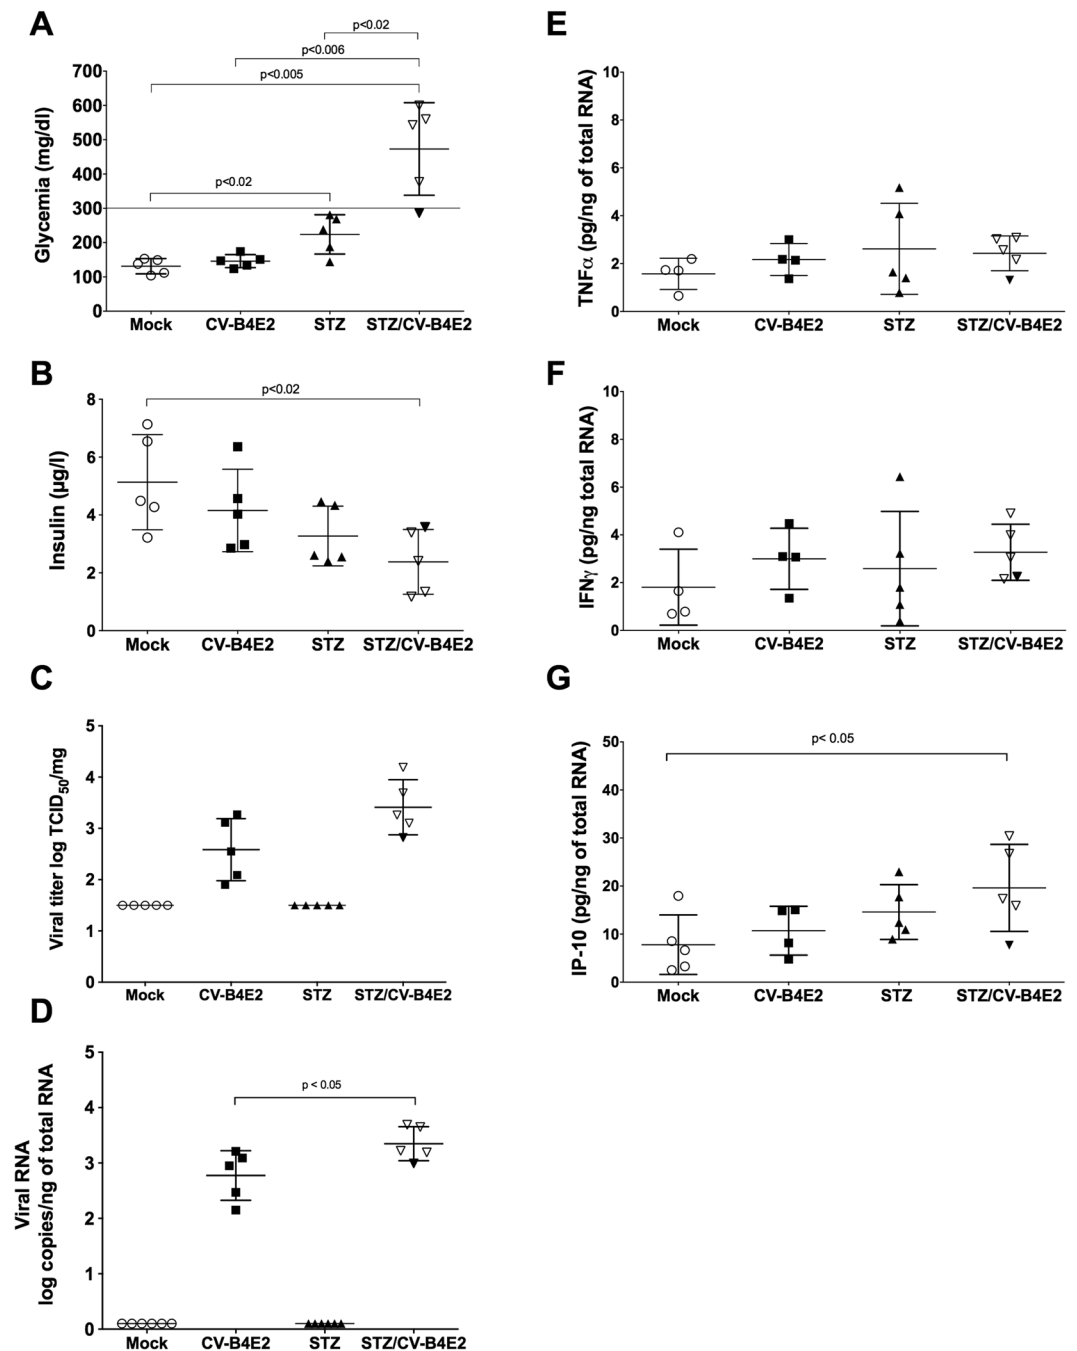 A
p<0.02
p<0.006
p<0.005
p<0.02
Glycemia (mg/dl)
700
600
500
400
300
200
100
0
Mock CV-B4E2 STZ STZ/CV-B4E2
B
p<0.02
Insulin (µg/l)
8
6
4
2
0
Mock CV-B4E2 STZ STZ/CV-B4E2
C
Viral titer log TCID50/mg
5
4
3
2
1
0
Mock CV-B4E2 STZ STZ/CV-B4E2
D
p < 0.05
Viral RNA
log copies/ng of total RNA
5
4
3
2
1
0
Mock CV-B4E2 STZ STZ/CV-B4E2
E
TNFα (pg/ng of total RNA)
10
8
6
4
2
0
Mock CV-B4E2 STZ STZ/CV-B4E2
F
IFNγ (pg/ng total RNA)
10
8
6
4
2
0
Mock CV-B4E2 STZ STZ/CV-B4E2
G
p< 0.05
IP-10 (pg/ng of total RNA)
50
40
30
20
10
0
Mock CV-B4E2 STZ STZ/CV-B4E2